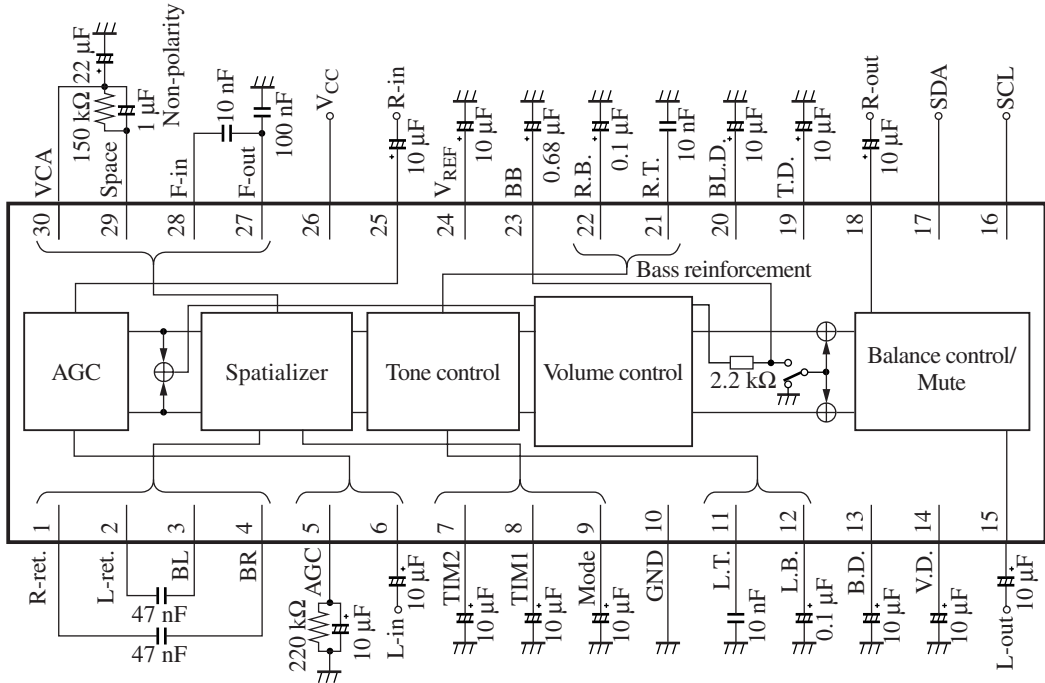 VCA
150 kΩ
22 µF
Space
1 µF
Non-polarity
F-in
10 nF
F-out
100 nF
VCC
R-in
10 µF
VREF
10 µF
BB
0.68 µF
R.B.
0.1 µF
R.T.
10 nF
BL.D.
10 µF
T.D.
10 µF
R-out
10 µF
SDA
SCL
30
29
28
27
26
25
24
23
22
21
20
19
18
17
16
Bass reinforcement
AGC
Spatializer
Tone control
Volume control
2.2 kΩ
Balance control/
Mute
1
2
3
4
5
6
7
8
9
10
11
12
13
14
15
R-ret.
L-ret.
BL
BR
47 nF
47 nF
AGC
220 kΩ
10 µF
L-in
10 µF
TIM2
10 µF
TIM1
10 µF
Mode
10 µF
GND
L.T.
10 nF
L.B.
0.1 µF
B.D.
10 µF
V.D.
10 µF
L-out
10 µF